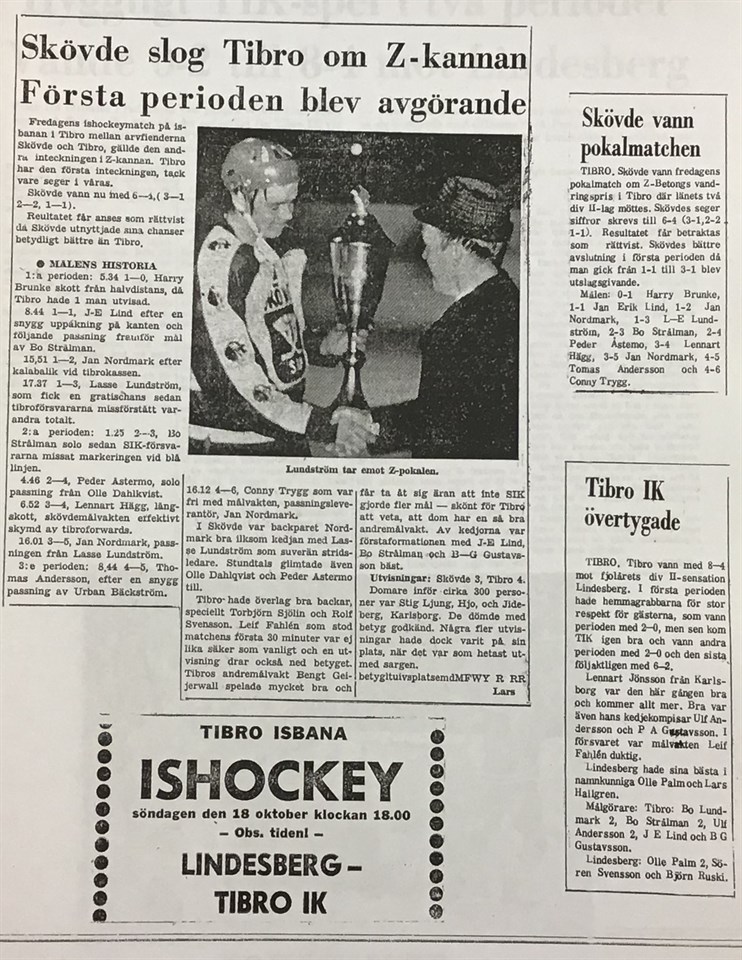 Skövde slog Tibro om Z-kannan
Första perioden blev avgörande
Fredagens ishockeymatch på is-
banan i Tibro mellan arvfienderna
Skövde och Tibro, gällde den and-
ra inteckningen i Z-kannan. Tibro
har den första inteckningen, tack
vare seger i våras.
Skövde vann nu med 6—4,( 3—1
2—2, 1—1).
Reultatet får anses som rättvist
då Skövde utnyttjade sina chanser
betydligt bättre än Tibro.
● MÅLENS HISTORIA
1:a perioden: 5.34 1—0, Harry
Brunke skott från halvdistans, då
Tibro hade 1 man utvisad.
8.44 1—1, J-E Lind efter en
snygg uppåkning på kanten och
följande passning framför mål
av Bo Strålman.
15,51 1—2, Jan Nordmark efter
kalabalik vid tibrokassen.
17.37 1—3, Lasse Lundström,
som fick en gratischans sedan
tibroförsvararna missförstått var-
andra totalt.
2:a perioden: 1.25 2—3, Bo
Strålman solo sedan SIK-försva-
rarna missat markeringen vid blå
linjen.
4.46 2—4, Peder Astermo, solo
passning från Olle Dahlkvist.
6.52 3—4, Lennart Hägg, lång-
skott, skövdemålvakten effektivt
skymd av tibroforwards.
16.01 3—5, Jan Nordmark, pass-
ningen från Lasse Lundström.
3:e perioden: 8,44 4—5, Tho-
mas Andersson, efter en snygg
passning av Urban Bäckström.
Lundström tar emot Z-pokalen.
16.12 4—6, Conny Trygg som var
fri med målvakten, passningsleve-
rantör, Jan Nordmark.
I Skövde var backparet Nord-
mark bra liksom kedjan med Las-
se Lundström som suverän strids-
ledare. Stundtals glimtade även
Olle Dahlqvist och Peder Astermo
till.
Tibro hade överlag bra backar,
speciellt Torbjörn Sjölin och Rolf
Svensson. Leif Fahlén som stod
matchens första 30 minuter var ej
lika säker som vanligt och en ut-
visning drar också ned betyget.
Tibros andremålvakt Bengt Gei-
jerwall spelade mycket bra och
får ta åt sig äran att inte SIK
gjorde fler mål — skönt för Tibro
att veta, att dom har en så bra
andremålvakt. Av kedjorna var
förstaformationen med J-E Lind,
Bo Strålman och B—G Gustavs-
son bäst.
Utvisningar: Skövde 3, Tibro 4.
Domare inför cirka 300 perso-
ner var Stig Ljung, Hjo, och Jide-
berg, Karlsborg. De dömde med
betyg godkänd. Några fler utvis-
ningar hade dock varit på sin
plats, när det var som hetast ut-
med sargen.
betygltuivsplatsemdMFWY R RR
Lars
Skövde vann
pokalmatchen
TIBRO. Skövde vann fredagens
pokalmatch om Z-Betongs vand-
ringspris i Tibro där länets två
div II-lag möttes. Skövdes seger
siffror skrevs till 6-4 (3-1,2-2
1-1). Resultatet får betraktas
som rättvist. Skövdes bättre
avslutning i första perioden då
man gick från 1-1 till 3-1 blev
utslagsgivande.
Målen: 0-1 Harry Brunke,
1-1 Jan Erik Lind, 1-2 Jan
Nordmark, 1-3 L—E Lund-
ström, 2-3 Bo Strålman, 2-4
Peder Åstemo, 3-4 Lennart
Hägg, 3-5 Jan Nordmark, 4-5
Tomas Andersson och 4-6
Conny Trygg.
Tibro IK
övertygade
TIBRO. Tibro vann med 8—4
mot fjolårets div II-sensation
Lindesberg. I första perioden
hade hemmagrabbarna för stor
respekt för gästerna, som vann
perioden med 2—0, men sen kom
TIK igen bra och vann andra
perioden med 2—0 och den sista
följaktligen med 6—2.
Lennart Jönsson från Karls-
borg var den här gången bra
och kommer allt mer. Bra var
även hans kedjekompisar Ulf An-
dersson och P A Gustavsson. I
försvaret var målvakten Leif
Fahlén duktig.
Lindesberg hade sina bästa i
namnkunniga Olle Palm och Lars
Hallgren.
Målgörare: Tibro: Bo Lund-
mark 2, Bo Strålman 2, Ulf
Andersson 2, J E Lind och B G
Gustavsson.
Lindesberg: Olle Palm 2, Sö-
ren Svensson och Björn Ruski.
TIBRO ISBANA
ISHOCKEY
söndagen den 18 oktober klockan 18.00
– Obs. tiden! –
LINDESBERG–
TIBRO IK